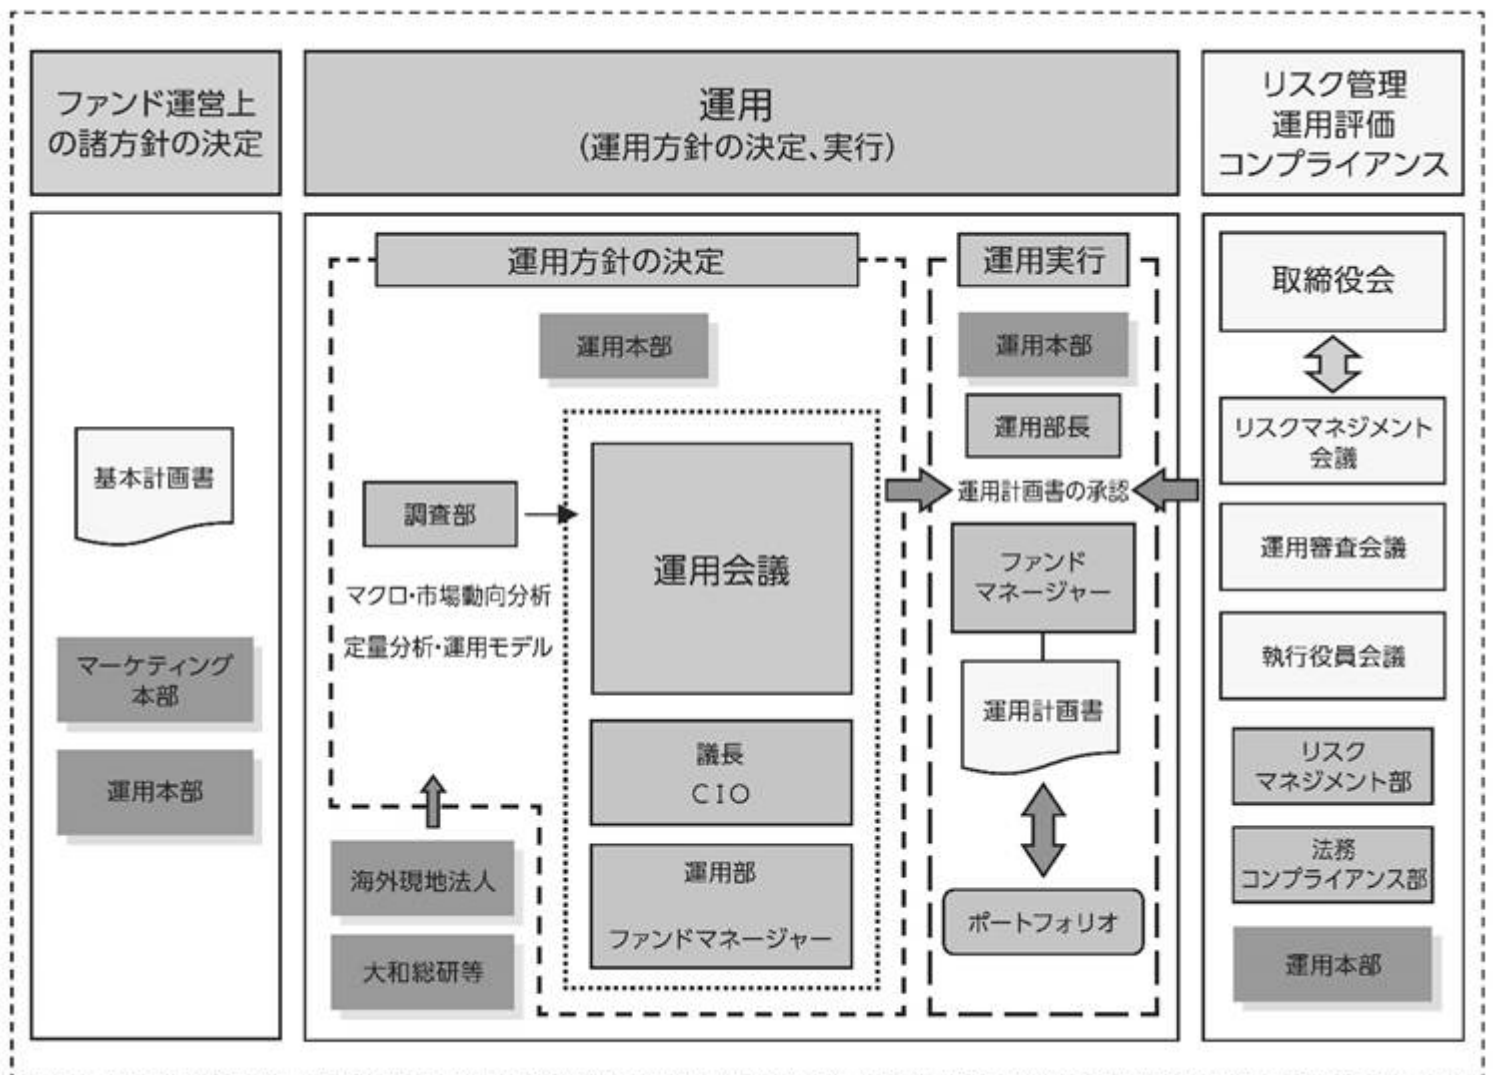 ファンド運営上
の諸方針の決定
基本計画書
マーケティング
本部
運用本部
運用
(運用方針の決定、実行)
運用方針の決定
運用本部
調査部
マクロ・市場動向分析
定量分析・運用モデル
海外現地法人
大和総研等
運用会議
議長
CIO
運用部
ファンドマネージャー
運用実行
運用本部
運用部長
運用計画書の承認
ファンド
マネージャー
運用計画書
ポートフォリオ
リスク管理
運用評価
コンプライアンス
取締役会
リスクマネジメント
会議
運用審査会議
執行役員会議
リスク
マネジメント部
法務
コンプライアンス部
運用本部